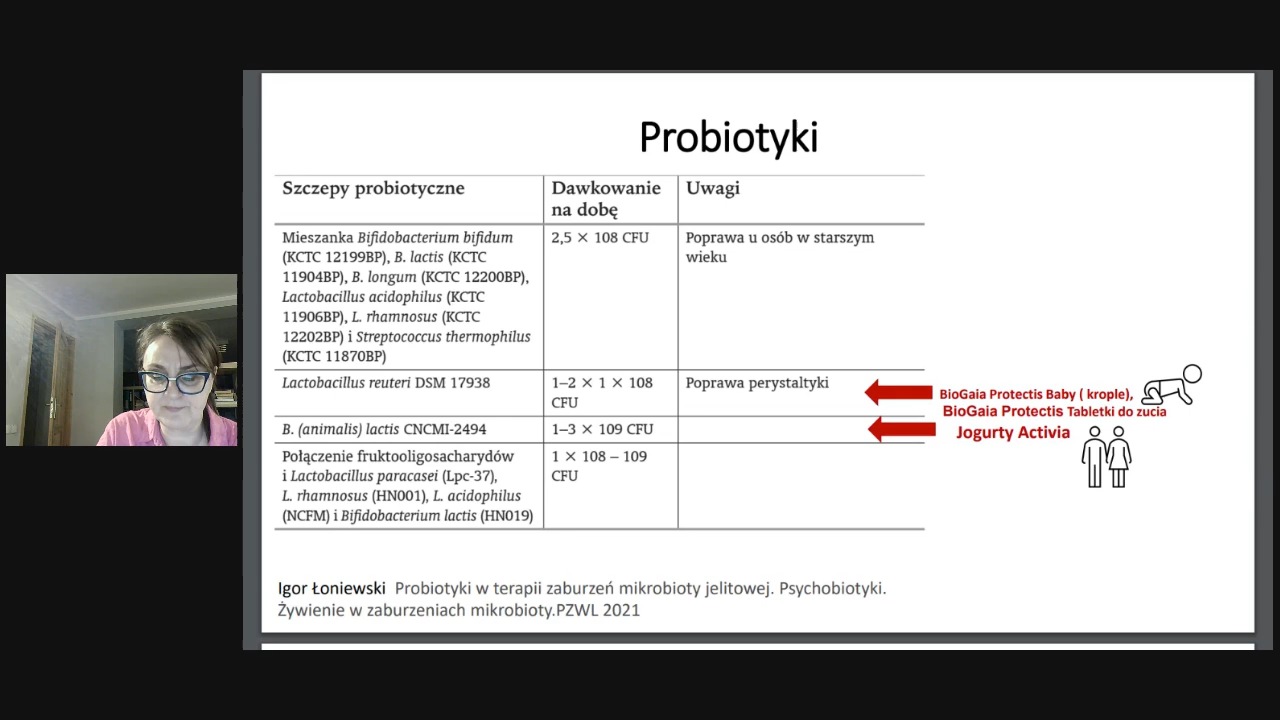 Probiotyki
Szczepy probiotyczne
Dawkowanie
na dobę
Uwagi
Mieszanka Bifidobacterium bifidum
(KCTC 12199BP), B. lactis (KCTC
11904BP), B. longum (KCTC 12200BP),
Lactobacillus acidophilus (KCTC
11906BP), L. rhamnosus (KCTC
12202BP) i Streptococcus thermophilus
(KCTC 11870BP)
2,5 × 108 CFU
Poprawa u osób w starszym
wieku
Lactobacillus reuteri DSM 17938
1–2 × 1 × 108
CFU
Poprawa perystaltyki
BioGaia Protectis Baby ( krople),
BioGaia Protectis Tabletki do zucia
B. (animalis) lactis CNCMI-2494
1–3 × 109 CFU
Jogurty Activia
Połączenie fruktooligosacharydów
i Lactobacillus paracasei (Lpc-37),
L. rhamnosus (HN001), L. acidophilus
(NCFM) i Bifidobacterium lactis (HN019)
1 × 108 – 109
CFU
Igor Łoniewski Probiotyki w terapii zaburzeń mikrobioty jelitowej. Psychobiotyki.
Żywienie w zaburzeniach mikrobioty.PZWL 2021